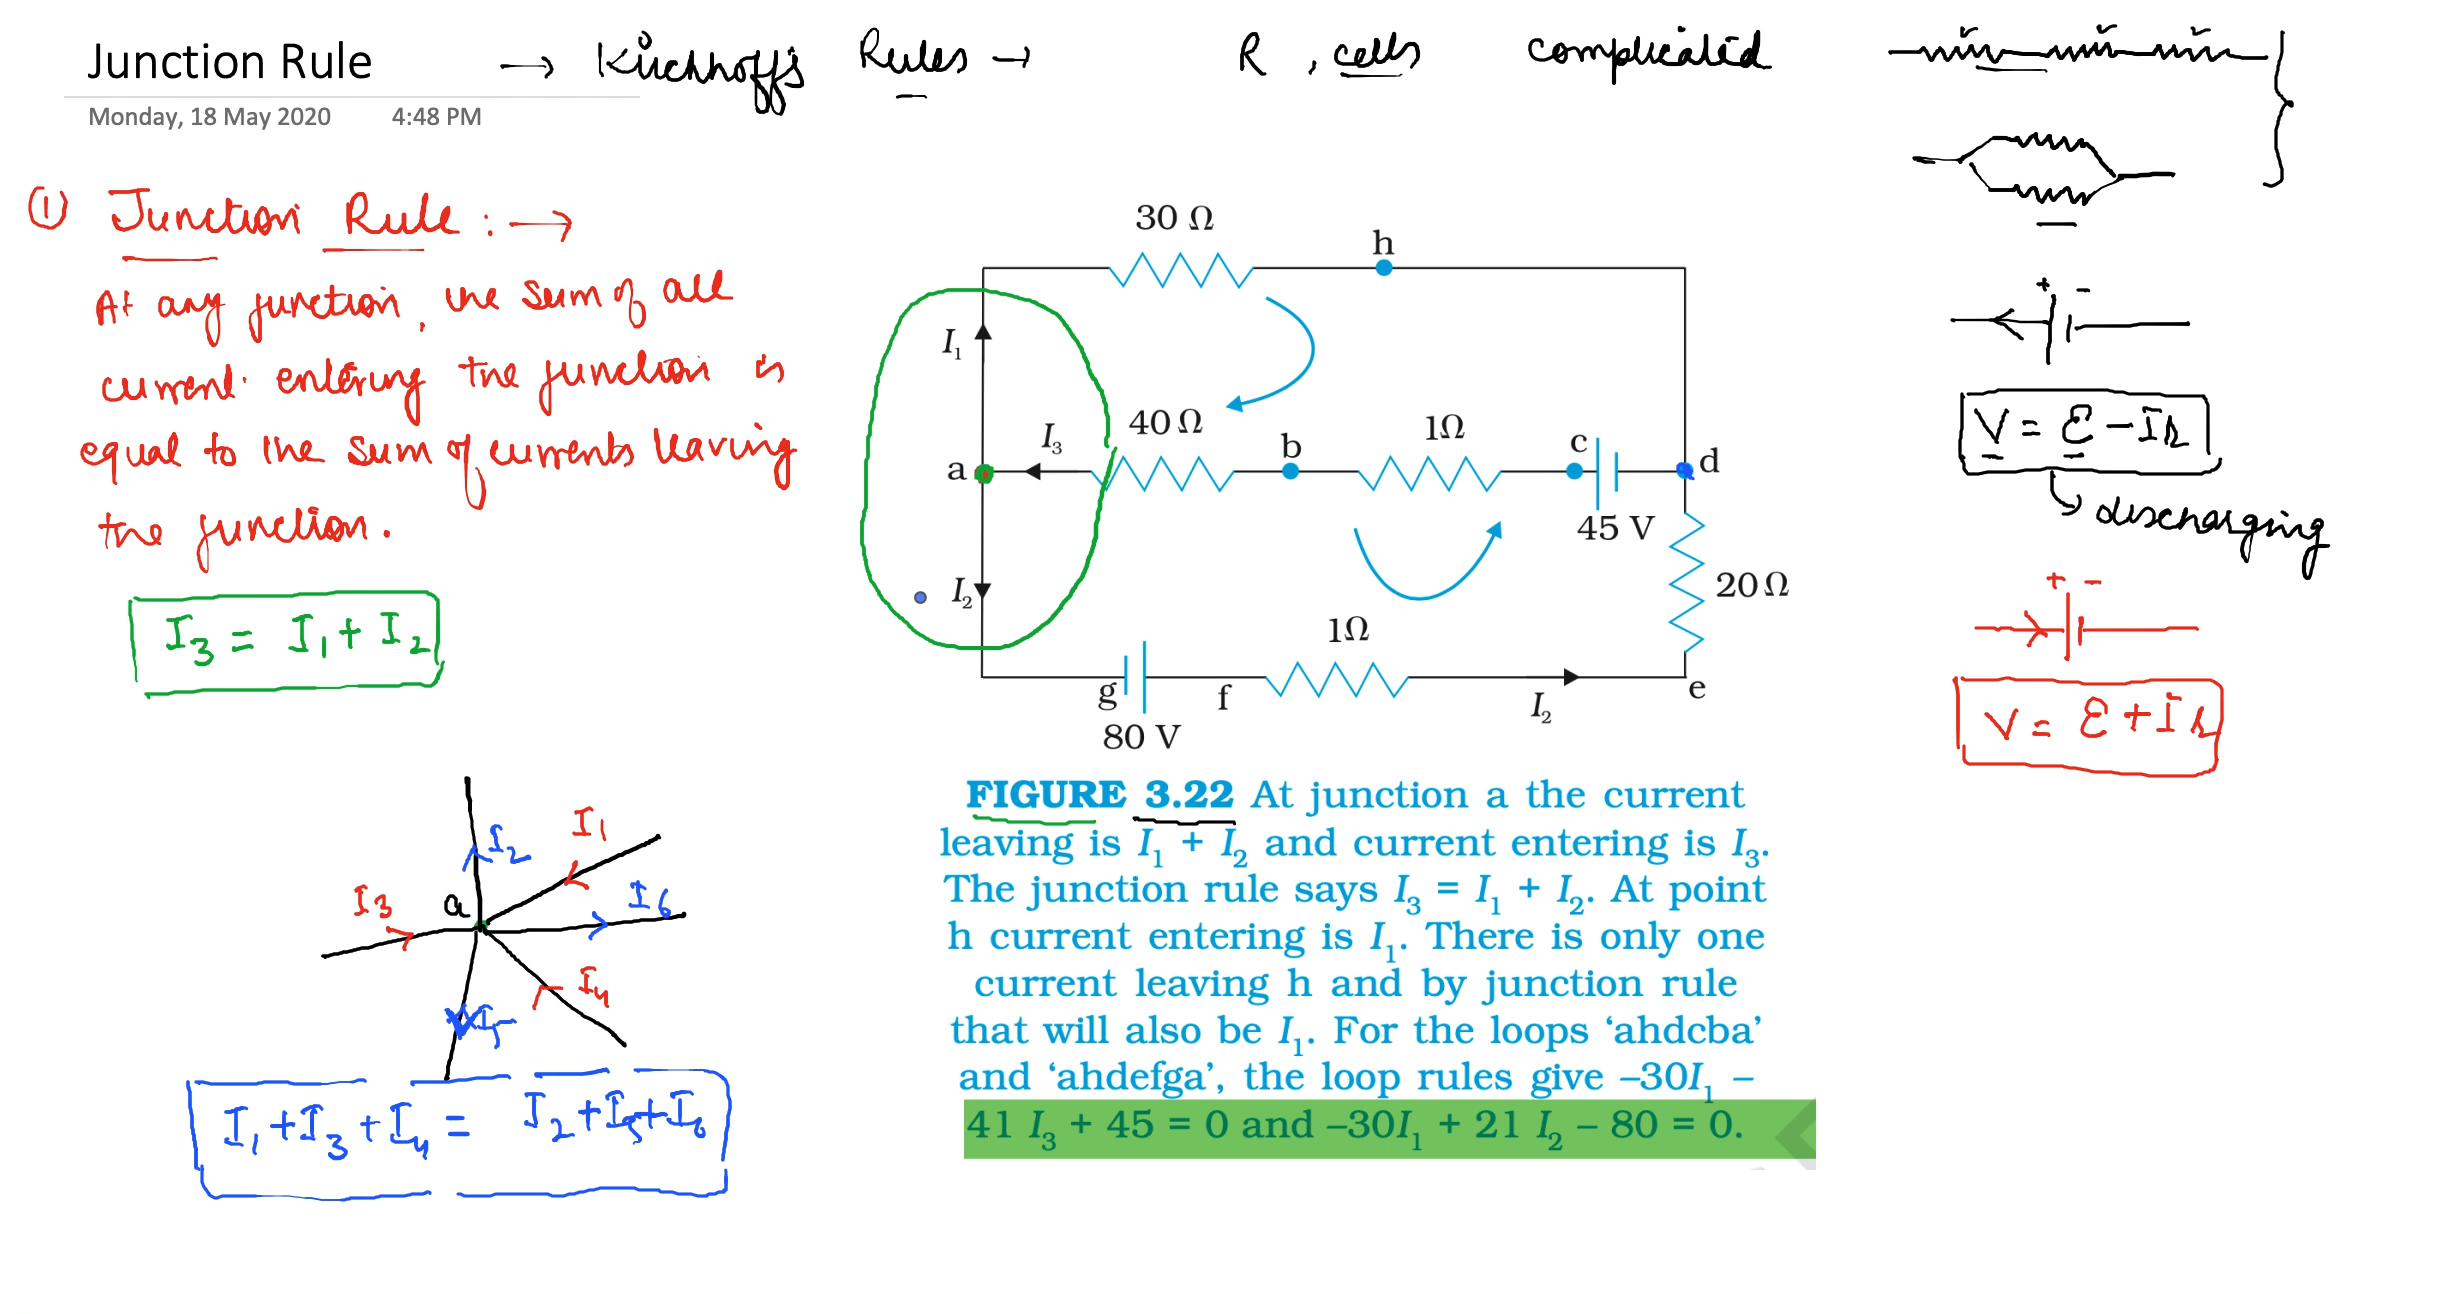 Junction Rule → Kirchhoff's Rules → R, cells complicated
Monday, 18 May 2020 4:48 PM
① Junction Rule : →
At any junction, the sum of all
current entering the junction is
equal to the sum of currents leaving
the junction.
I₃ = I₁ + I₂
I₂
I₁
I₃
a
I₆
I₄
I₅
I₁ + I₃ + I₄ = I₂ + I₅ + I₆
30 Ω
h
I₁
40 Ω
I₃
b
1Ω
c
a
d
45 V
20 Ω
I₂
1Ω
g
f
I₂
e
80 V
FIGURE 3.22 At junction a the current
leaving is I₁ + I₂ and current entering is I₃.
The junction rule says I₃ = I₁ + I₂. At point
h current entering is I₁. There is only one
current leaving h and by junction rule
that will also be I₁. For the loops ‘ahdcba’
and ‘ahdefga’, the loop rules give –30I₁ –
41 I₃ + 45 = 0 and –30I₁ + 21 I₂ – 80 = 0.
+ -
V = ε - Ir
discharging
+ -
V = ε + Ir